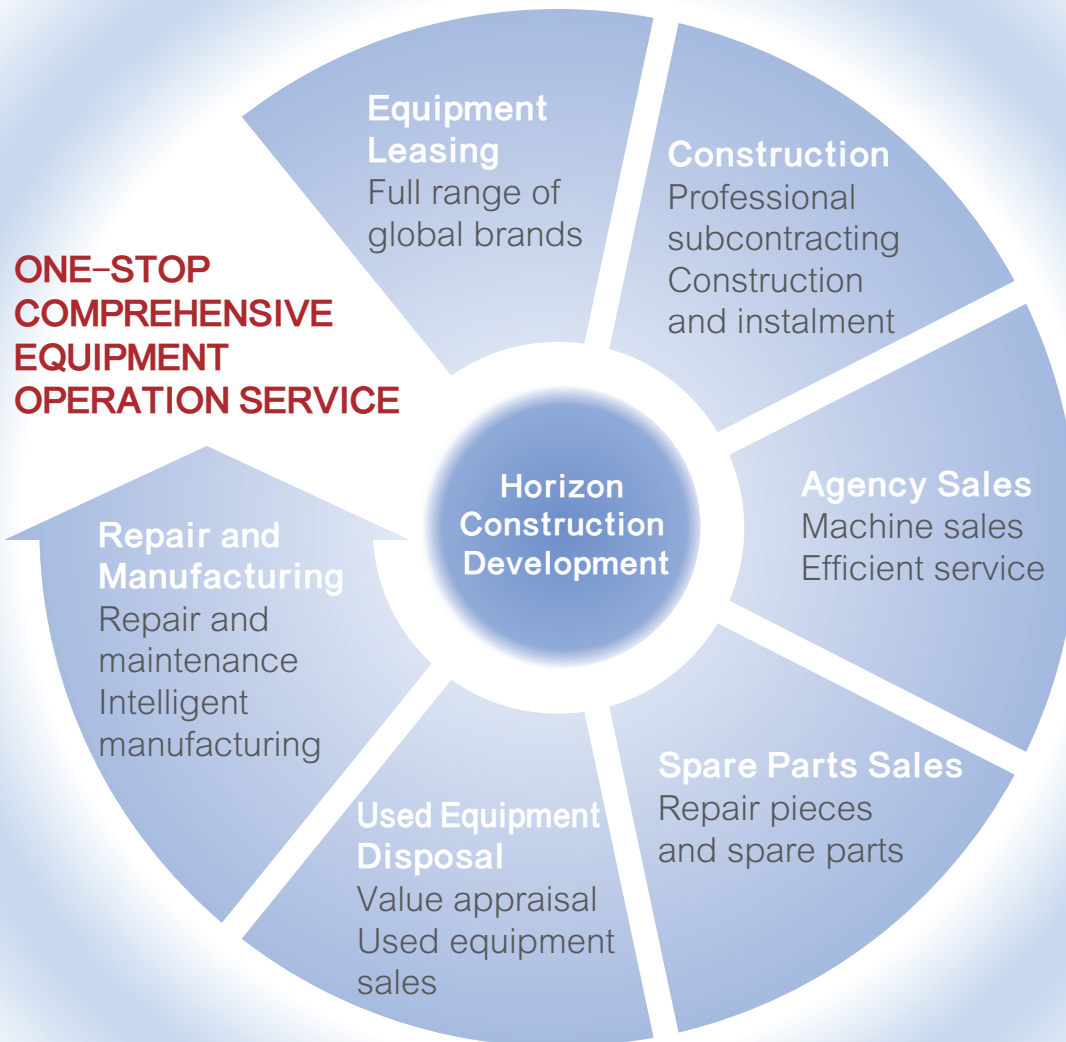 Equipment
Leasing
Full range of
global brands
Construction
Professional
subcontracting
Construction
and instalment
Agency Sales
Machine sales
Efficient service
Spare Parts Sales
Repair pieces
and spare parts
Used Equipment
Disposal
Value appraisal
Used equipment
sales
Repair and
Manufacturing
Repair and
maintenance
Intelligent
manufacturing
ONE-STOP
COMPREHENSIVE
EQUIPMENT
OPERATION SERVICE
Horizon
Construction
Development